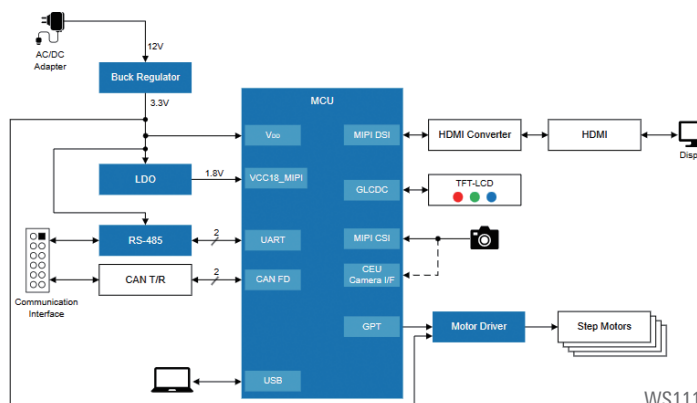 AC/DC
Adapter
12V
Buck Regulator
3.3V
LDO
1.8V
RS-485
2
CAN T/R
2
Communication
Interface
MCU
VDD
VCC18_MIPI
UART
CAN FD
USB
MIPI DSI
GLCDC
MIPI CSI
CEU
Camera I/F
GPT
HDMI Converter
HDMI
TFT-LCD
Motor Driver
Step Motors
WS111